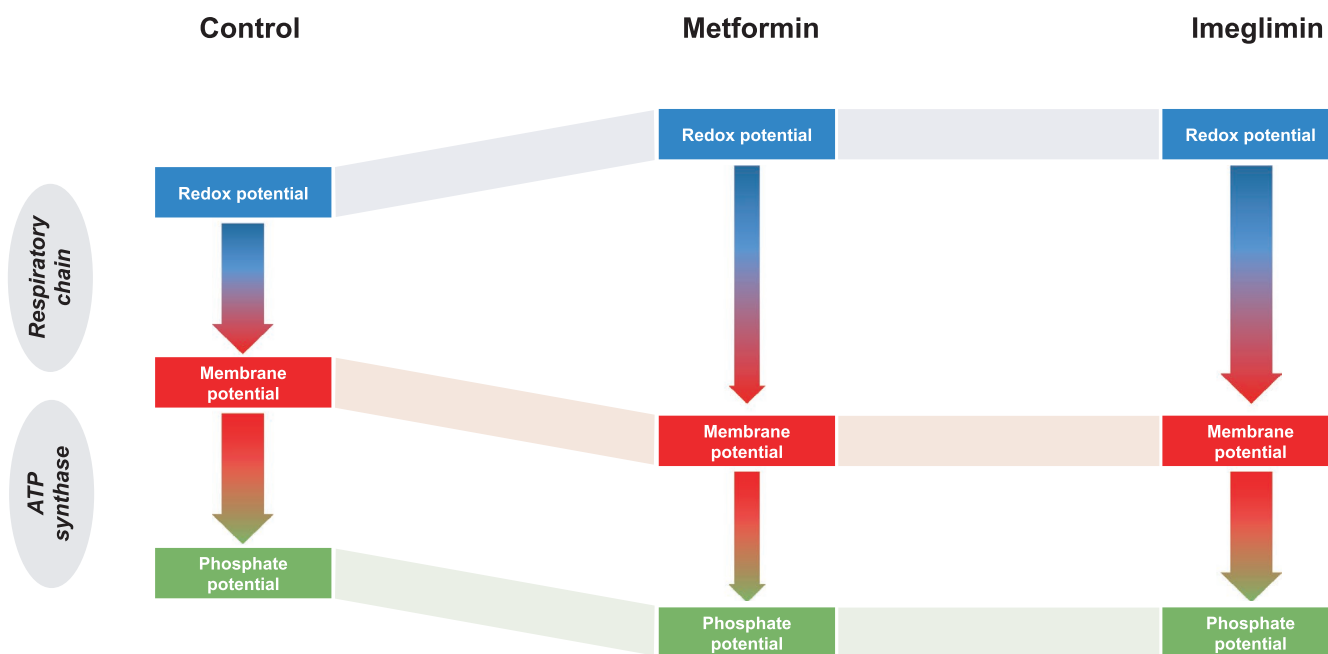 Control
Metformin
Imeglimin
Redox potential
Redox potential
Redox potential
Respiratory
chain
Membrane
potential
Membrane
potential
Membrane
potential
ATP
synthase
Phosphate
potential
Phosphate
potential
Phosphate
potential